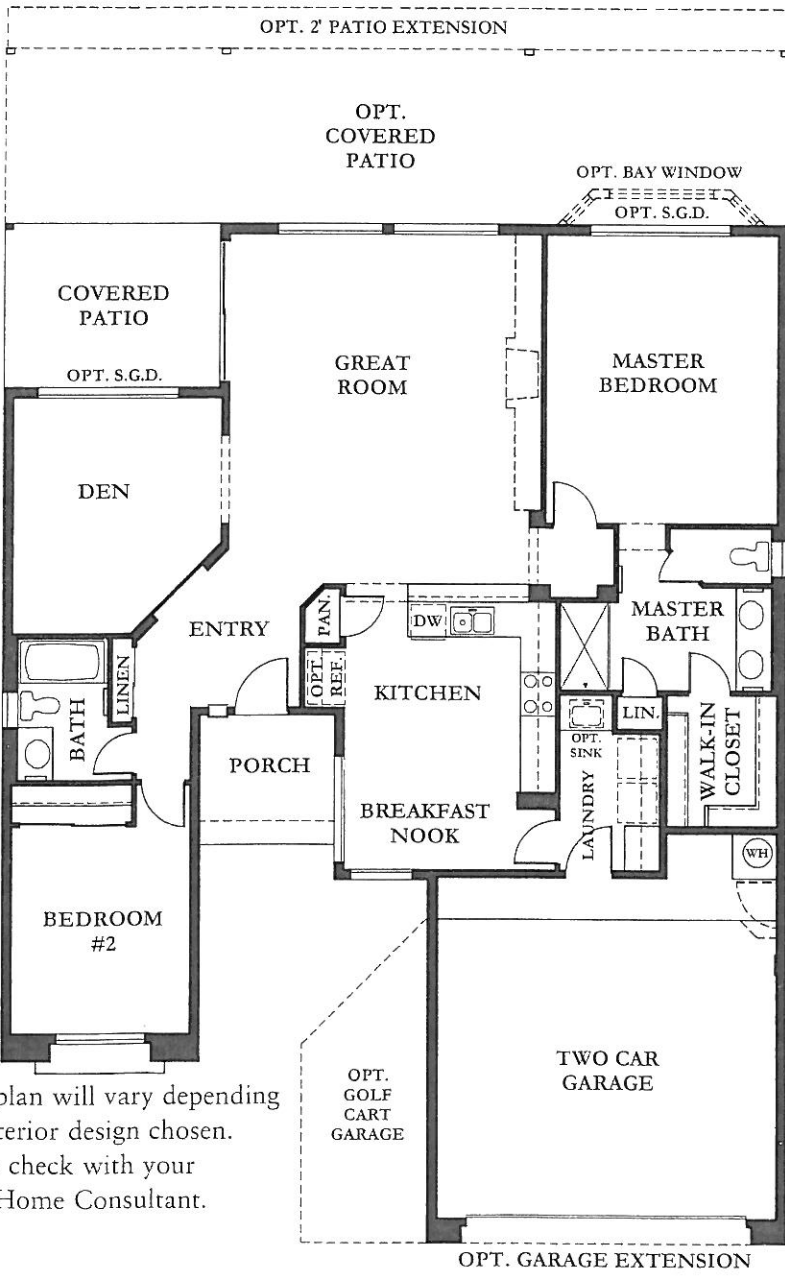 OPT. 2' PATIO EXTENSION
OPT.
COVERED
PATIO
OPT. BAY WINDOW
OPT. S.G.D.
COVERED
PATIO
OPT. S.G.D.
GREAT
ROOM
MASTER
BEDROOM
DEN
ENTRY
PAN.
DW
MASTER
BATH
LINEN
OPT.
REF.
KITCHEN
BATH
LIN.
OPT.
SINK
WALK-IN
CLOSET
PORCH
LAUNDRY
BREAKFAST
NOOK
WH
BEDROOM
#2
TWO CAR
GARAGE
OPT.
GOLF
CART
GARAGE
plan will vary depending
terior design chosen.
check with your
Home Consultant.
OPT. GARAGE EXTENSION